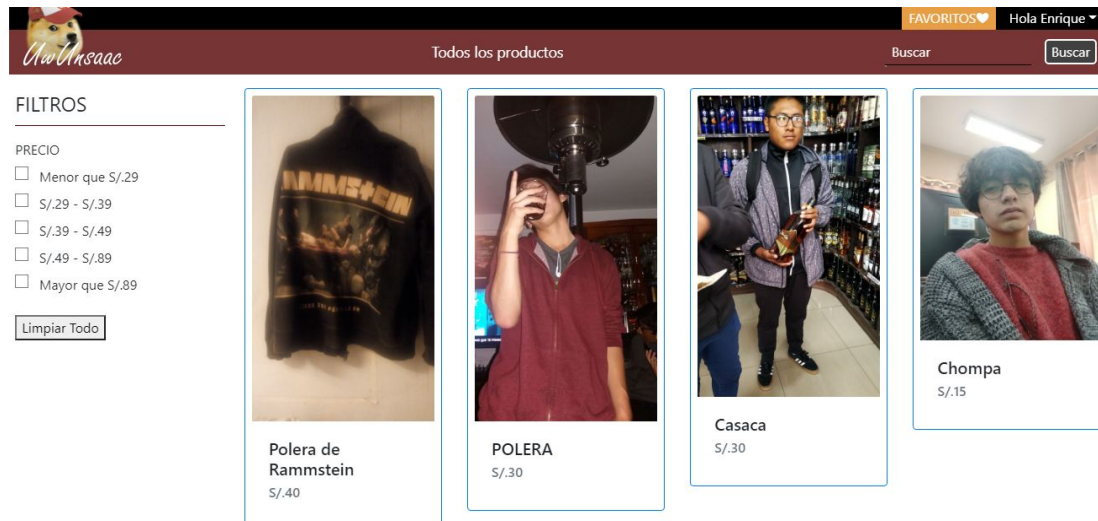 FAVORITOS Hola Enrique
UwUnsaac
Todos los productos
Buscar
Buscar
FILTROS
PRECIO
Menor que S/.29
S/.29 - S/.39
S/.39 - S/.49
S/.49 - S/.89
Mayor que S/.89
Limpiar Todo
RAMMSTEIN
Polera de
Rammstein
S/.40
POLERA
S/.30
Casaca
S/.30
Chompa
S/.15